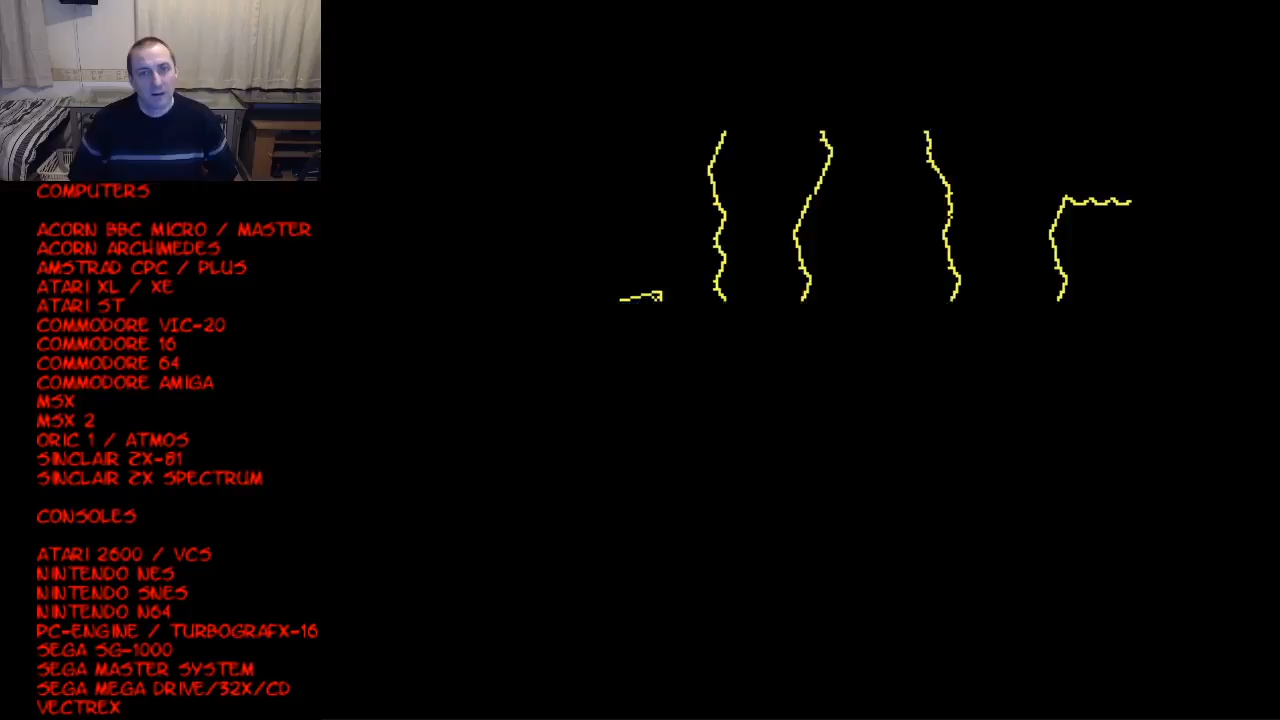 COMPUTERS
ACORN BBC MICRO / MASTER
ACORN ARCHIMEDES
AMSTRAD CPC / PLUS
ATARI XL / XE
ATARI ST
COMMODORE VIC-20
COMMODORE 16
COMMODORE 64
COMMODORE AMIGA
MSX
MSX 2
ORIC 1 / ATMOS
SINCLAIR ZX-81
SINCLAIR ZX SPECTRUM
CONSOLES
ATARI 2600 / VCS
NINTENDO NES
NINTENDO SNES
NINTENDO N64
PC-ENGINE / TURBOGRAFX-16
SEGA SG-1000
SEGA MASTER SYSTEM
SEGA MEGA DRIVE/32X/CD
VECTREX